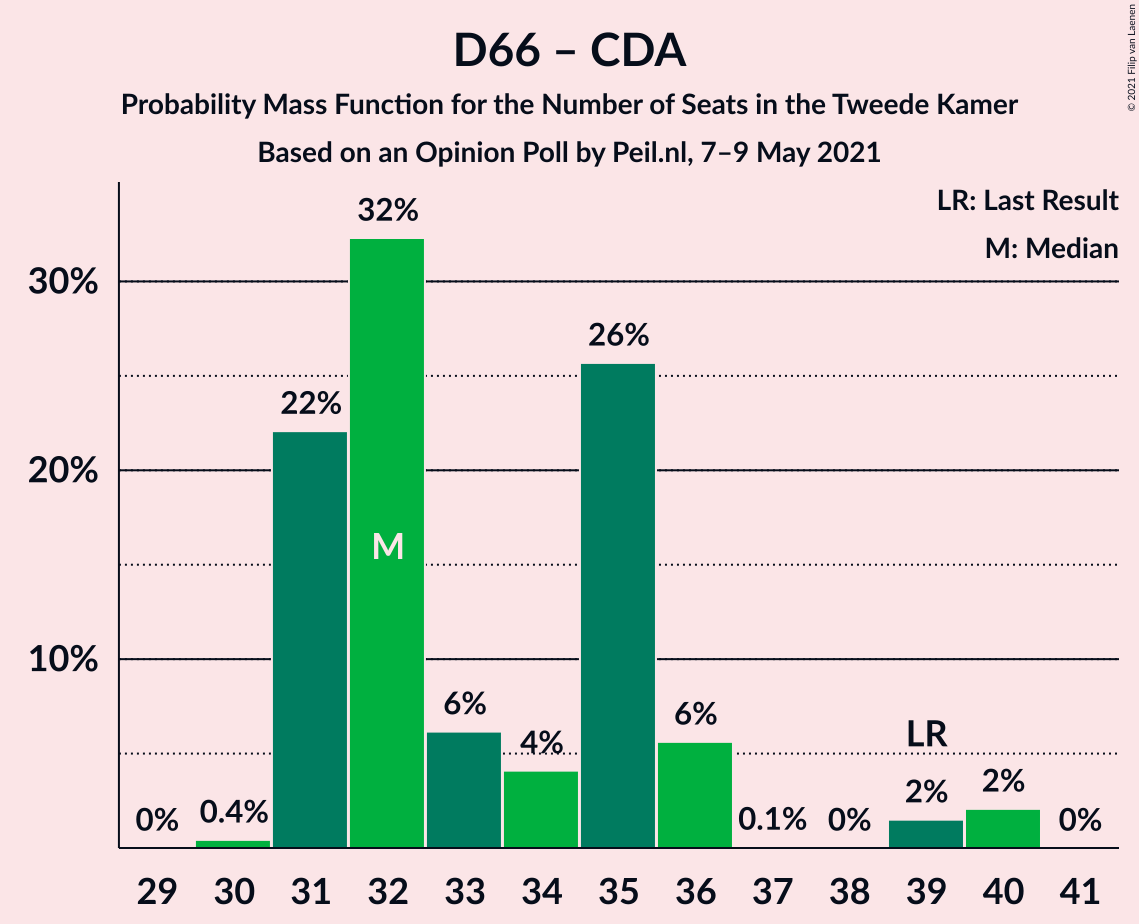 D66 – CDA
Probability Mass Function for the Number of Seats in the Tweede Kamer
Based on an Opinion Poll by Peil.nl, 7–9 May 2021
© 2021 Filip van Laenen
LR: Last Result
M: Median
30%
20%
10%
0%
0.4%
22%
32%
M
6%
4%
26%
6%
0.1%
0%
LR
2%
2%
0%
29 30 31 32 33 34 35 36 37 38 39 40 41